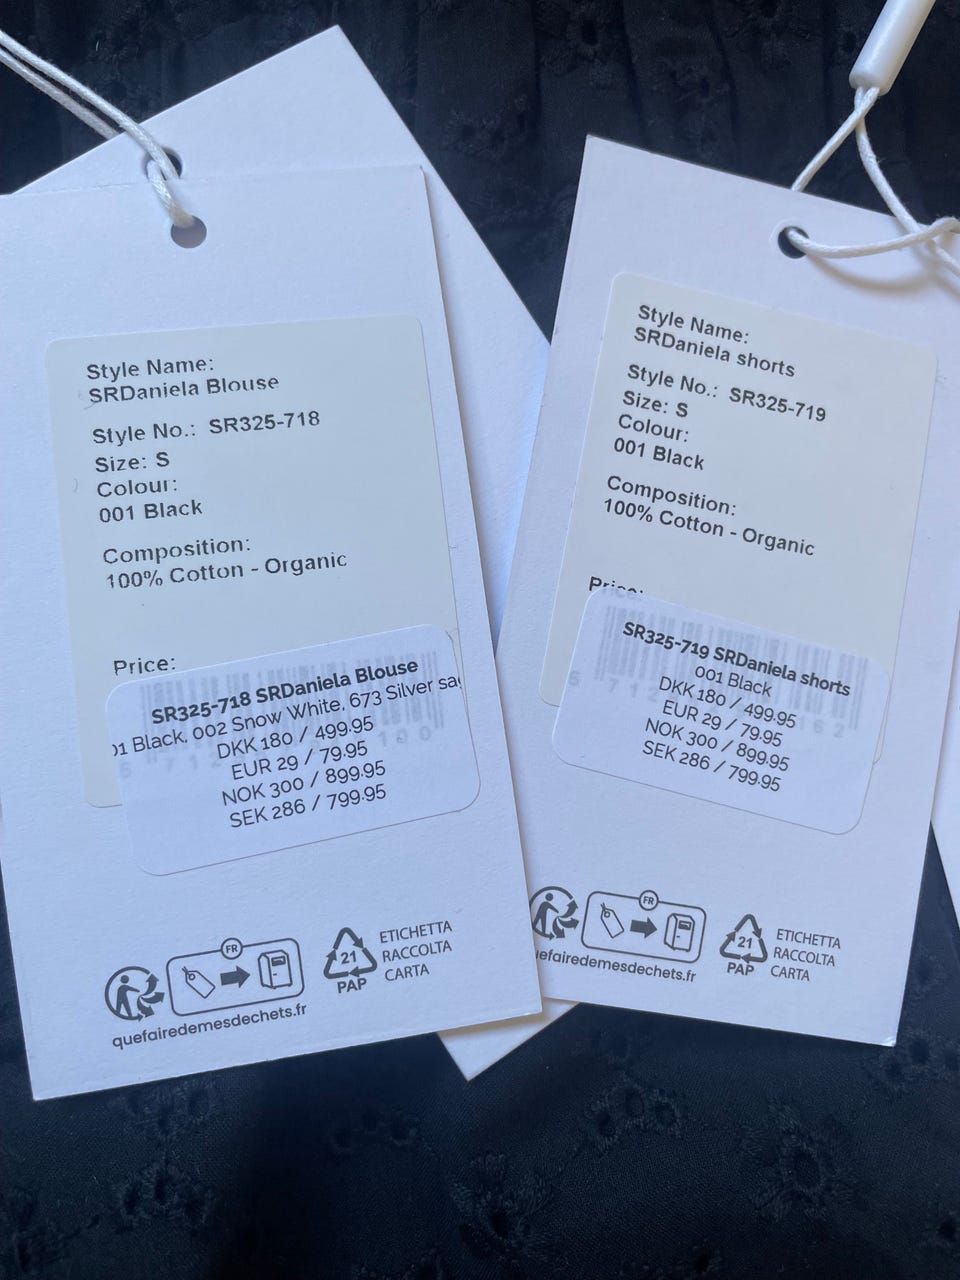 Style Name:
SRDaniela Blouse
Style No.: SR325-718
Size: S
Colour:
001 Black
Composition:
100% Cotton - Organic
Price:
SR325-718 SRDaniela Blouse
01 Black, 002 Snow White, 673 Silver sa
DKK 180 / 499.95
EUR 29 / 79.95
NOK 300 / 899.95
SEK 286 / 799.95
FR
quefairedemesdechets.fr
21
PAP
ETICHETTA
RACCOLTA
CARTA
Style Name:
SRDaniela shorts
Style No.: SR325-719
Size: S
Colour:
001 Black
Composition:
100% Cotton - Organic
Price:
SR325-719 SRDaniela shorts
001 Black
DKK 180 / 499.95
EUR 29 / 79.95
NOK 300 / 899.95
SEK 286 / 799.95
FR
uefairedemesdechets.fr
21
PAP
ETICHETTA
RACCOLTA
CARTA